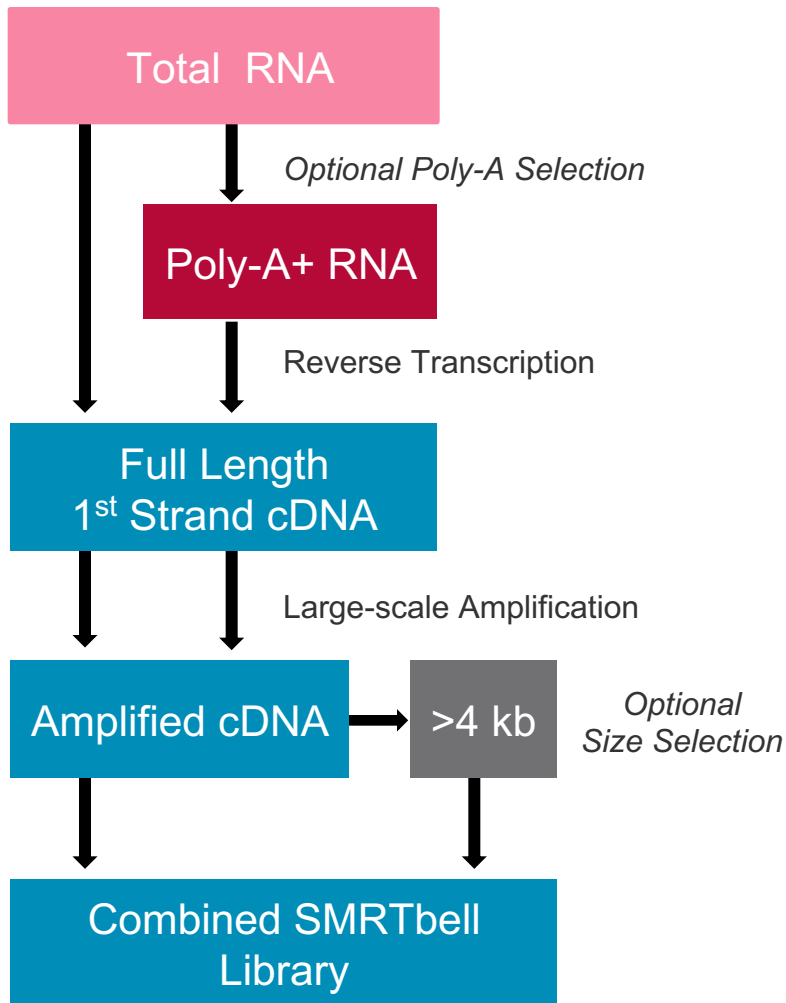 Total RNA
Optional Poly-A Selection
Poly-A+ RNA
Reverse Transcription
Full Length
1st Strand cDNA
Large-scale Amplification
Amplified cDNA
>4 kb
Optional
Size Selection
Combined SMRTbell
Library